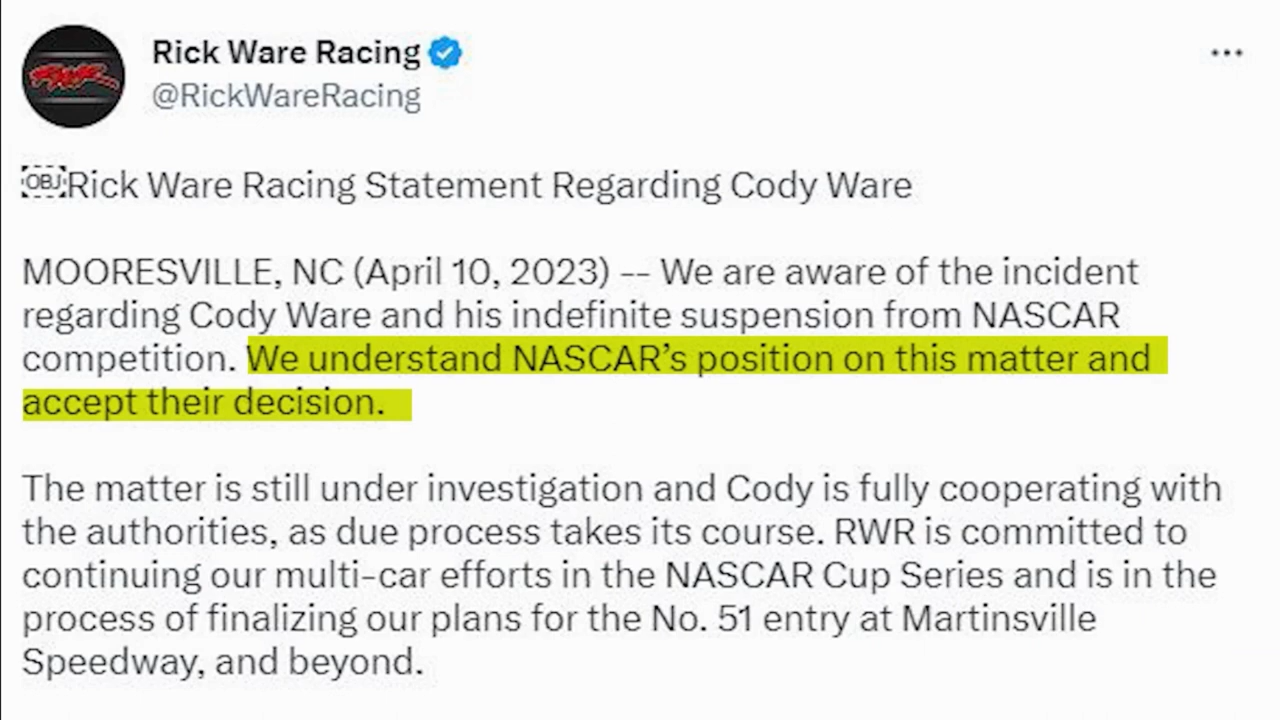 Rick Ware Racing
@RickWareRacing
OBJ Rick Ware Racing Statement Regarding Cody Ware
MOORESVILLE, NC (April 10, 2023) -- We are aware of the incident
regarding Cody Ware and his indefinite suspension from NASCAR
competition. We understand NASCAR’s position on this matter and
accept their decision.
The matter is still under investigation and Cody is fully cooperating with
the authorities, as due process takes its course. RWR is committed to
continuing our multi-car efforts in the NASCAR Cup Series and is in the
process of finalizing our plans for the No. 51 entry at Martinsville
Speedway, and beyond.